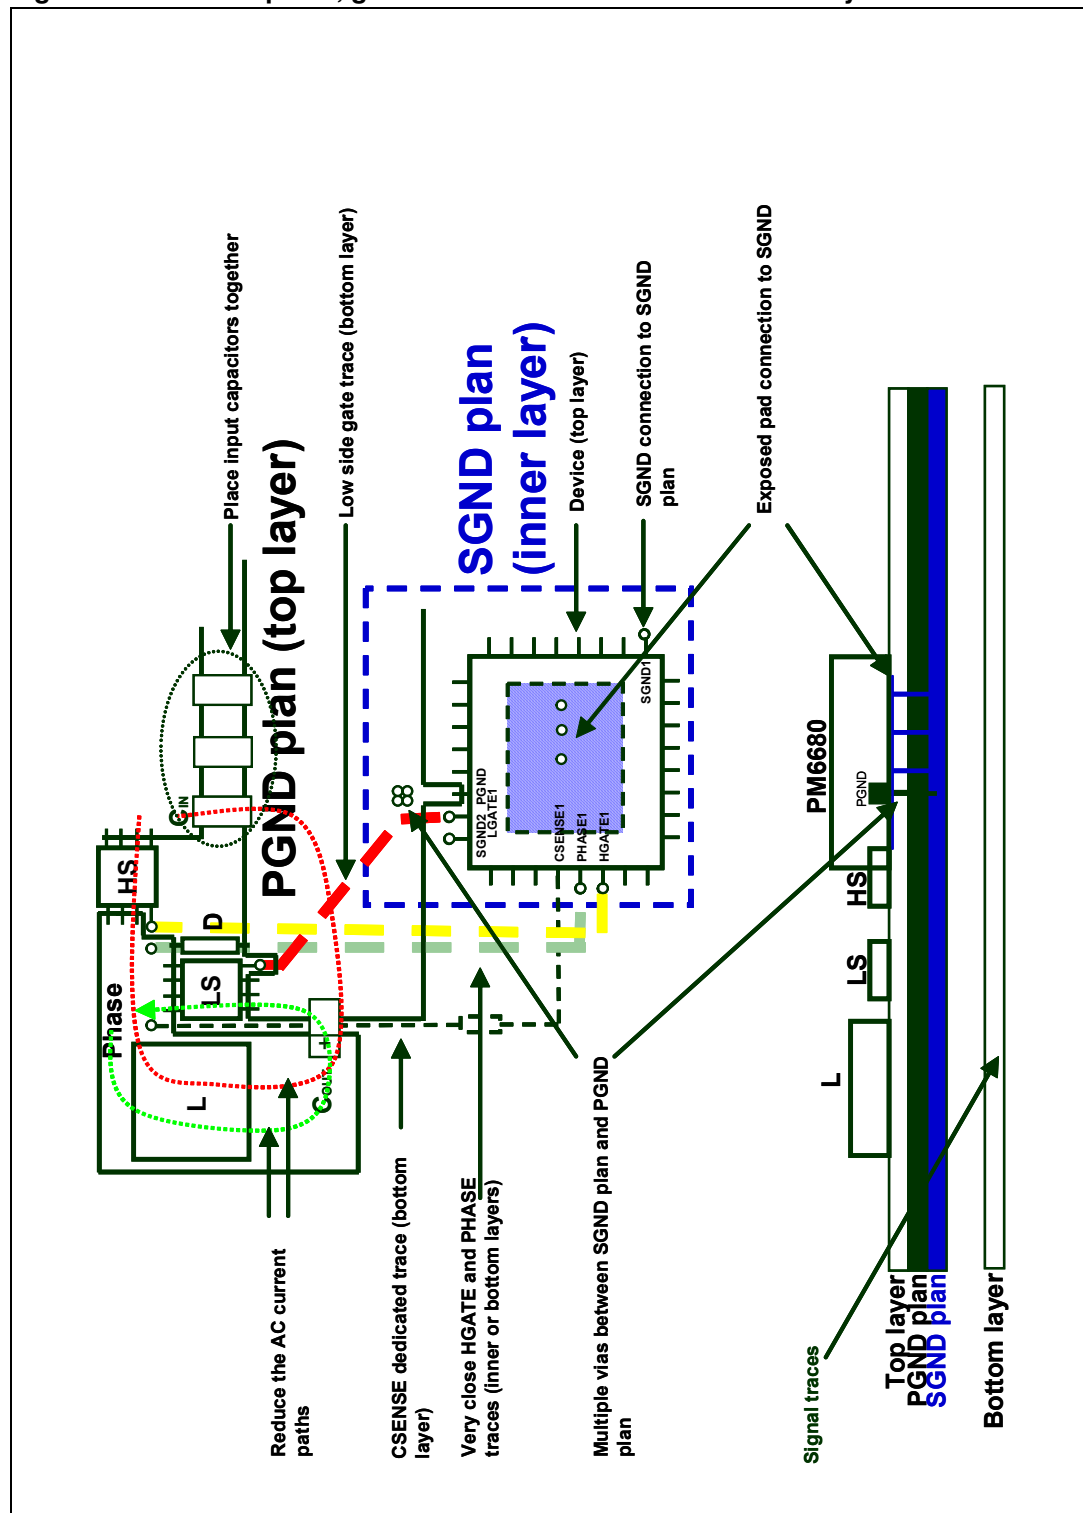 Phase
HS
L
LS
D
CIN
COUT
+
Place input capacitors together
PGND plan (top layer)
Reduce the AC current
paths
Low side gate trace (bottom layer)
CSENSE dedicated trace (bottom
layer)
SGND plan
(inner layer)
Very close HGATE and PHASE
traces (inner or bottom layers)
SGND2 PGND
LGATE1
CSENSE1
PHASE1
HGATE1
SGND1
Device (top layer)
Multiple vias between SGND plan and PGND
plan
SGND connection to SGND
plan
Exposed pad connection to SGND
Signal traces
PM6680
PGND
L
LS
HS
Top layer
PGND plan
SGND plan
Bottom layer